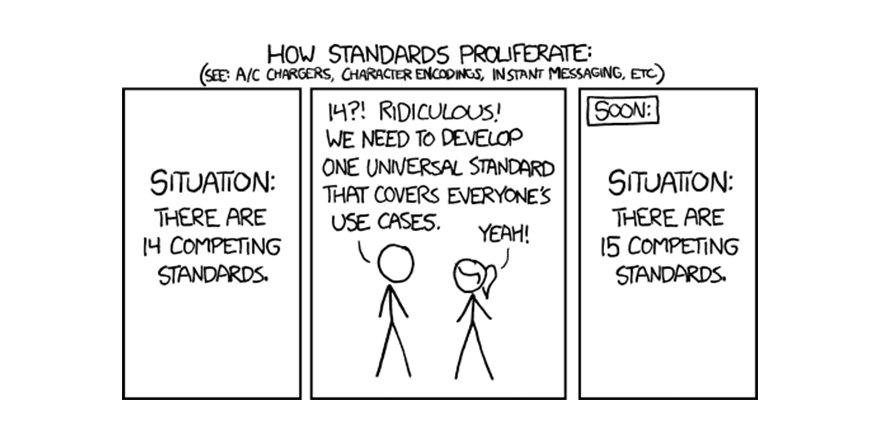 HOW STANDARDS PROLIFERATE:
(SEE: A/C CHARGERS, CHARACTER ENCODINGS, INSTANT MESSAGING, ETC.)
SITUATION:
THERE ARE
14 COMPETING
STANDARDS.
14?! RIDICULOUS!
WE NEED TO DEVELOP
ONE UNIVERSAL STANDARD
THAT COVERS EVERYONE'S
USE CASES.
YEAH!
SOON:
SITUATION:
THERE ARE
15 COMPETING
STANDARDS.